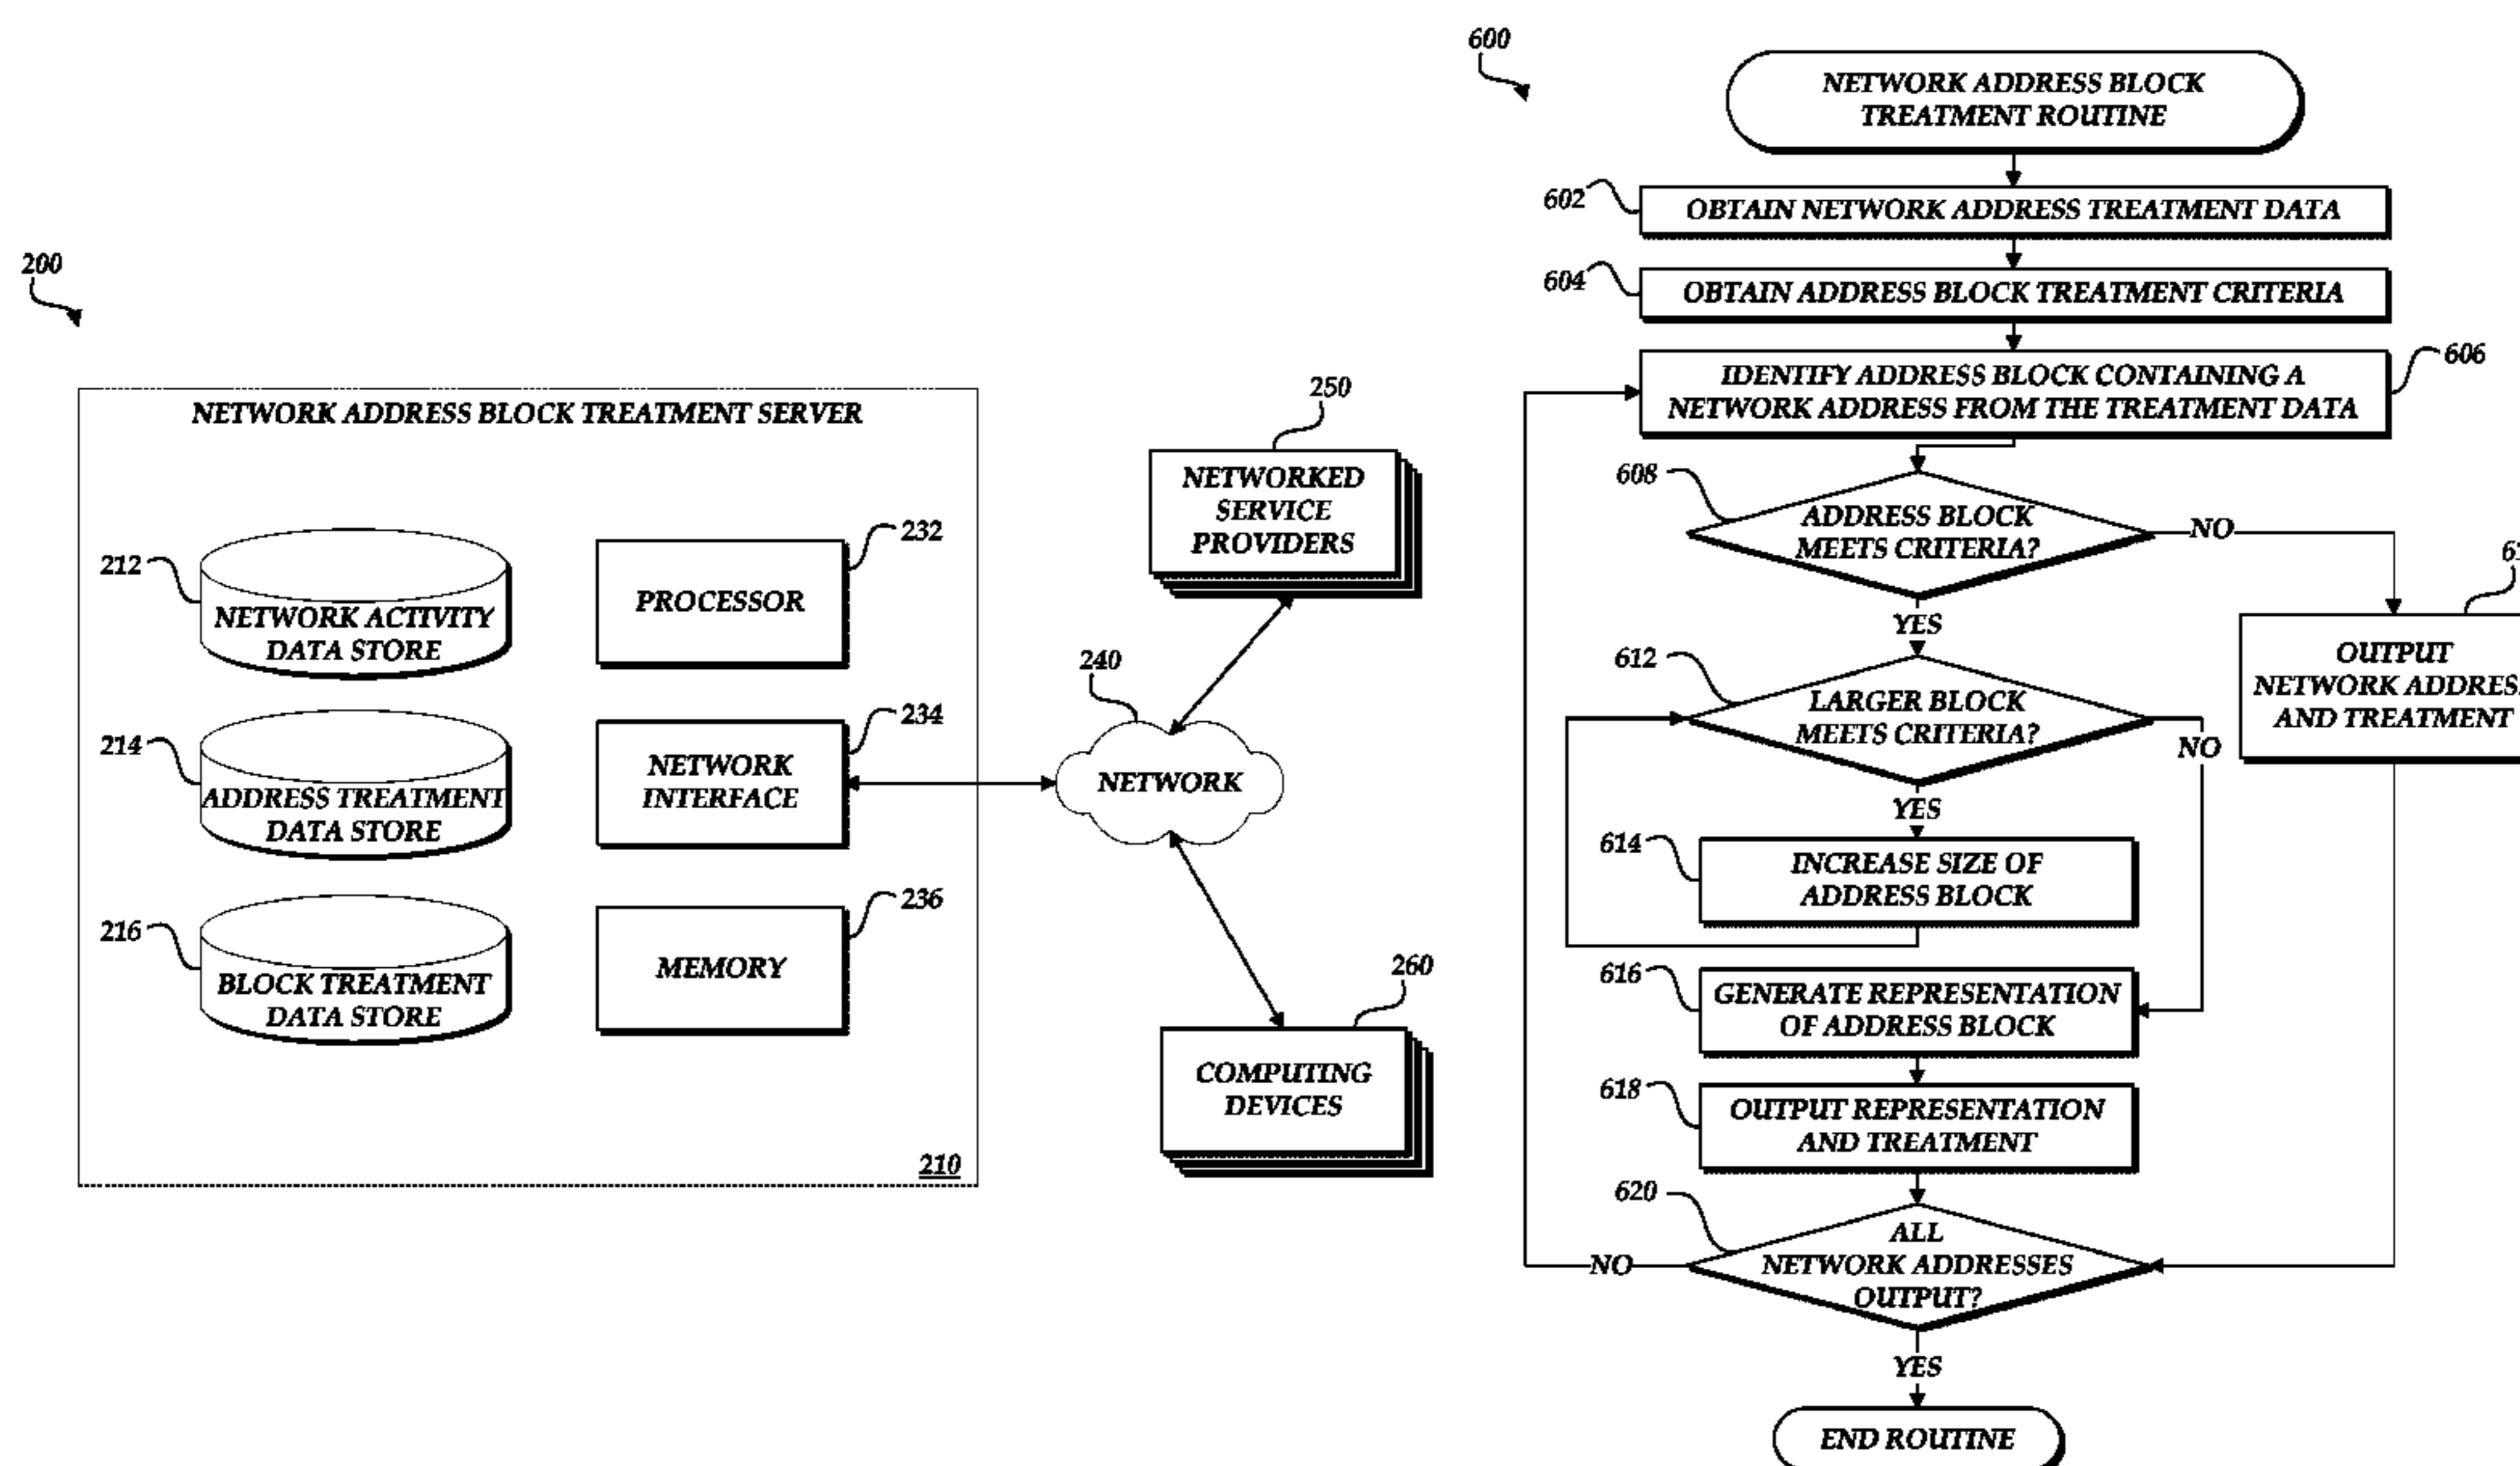 200
NETWORK ADDRESS BLOCK TREATMENT SERVER
212
NETWORK ACTIVITY
DATA STORE
214
ADDRESS TREATMENT
DATA STORE
216
BLOCK TREATMENT
DATA STORE
232
PROCESSOR
234
NETWORK
INTERFACE
236
MEMORY
210
240
NETWORK
250
NETWORKED
SERVICE
PROVIDERS
260
COMPUTING
DEVICES
600
NETWORK ADDRESS BLOCK
TREATMENT ROUTINE
602
OBTAIN NETWORK ADDRESS TREATMENT DATA
604
OBTAIN ADDRESS BLOCK TREATMENT CRITERIA
606
IDENTIFY ADDRESS BLOCK CONTAINING A
NETWORK ADDRESS FROM THE TREATMENT DATA
608
ADDRESS BLOCK
MEETS CRITERIA?
NO
YES
OUTPUT
NETWORK
AND TREATMENT
612
LARGER BLOCK
MEETS CRITERIA?
NO
YES
614
INCREASE SIZE OF
ADDRESS BLOCK
616
GENERATE REPRESENTATION
OF ADDRESS BLOCK
618
OUTPUT REPRESENTATION
AND TREATMENT
620
ALL
NETWORK ADDRESSES
OUTPUT?
NO
YES
END ROUTINE